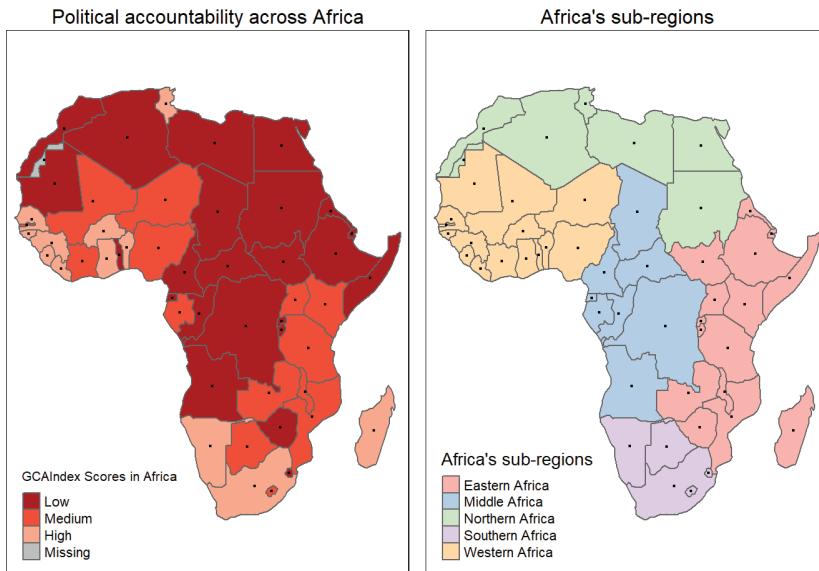 Political accountability across Africa
GCAIndex Scores in Africa
Low
Medium
High
Missing
Africa's sub-regions
Africa's sub-regions
Eastern Africa
Middle Africa
Northern Africa
Southern Africa
Western Africa